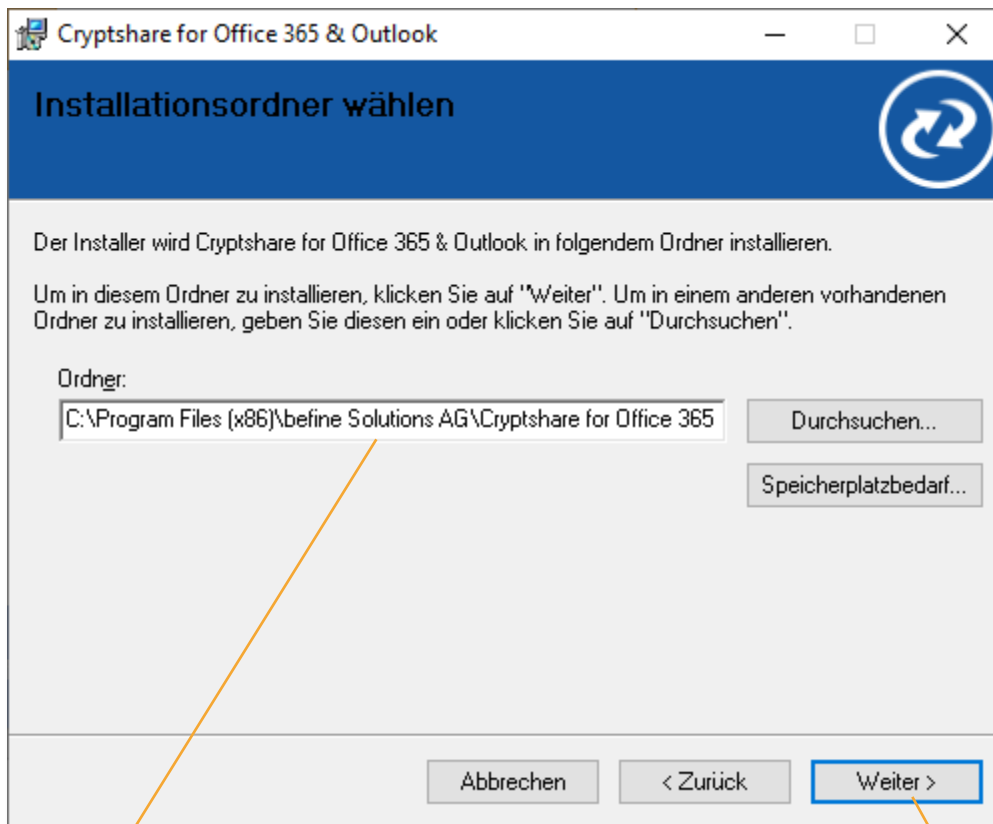 Cryptshare for Office 365 & Outlook
Installationsordner wählen
Der Installer wird Cryptshare for Office 365 & Outlook in folgendem Ordner installieren.
Um in diesem Ordner zu installieren, klicken Sie auf "Weiter". Um in einem anderen vorhandenen
Ordner zu installieren, geben Sie diesen ein oder klicken Sie auf "Durchsuchen".
Ordner:
C:\Program Files (x86)\befine Solutions AG\Cryptshare for Office 365
Durchsuchen...
Speicherplatzbedarf...
Abbrechen
< Zurück
Weiter >